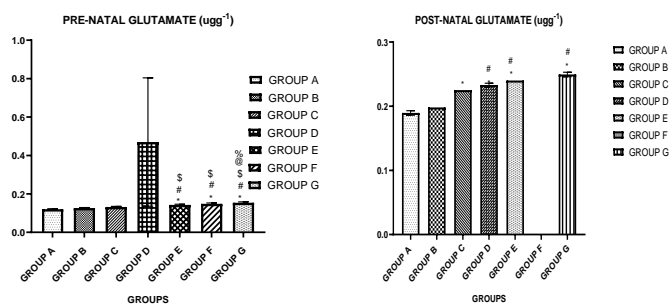 PRE-NATAL GLUTAMATE (ugg⁻¹)
1.0
0.8
0.6
0.4
0.2
0.0
%
@
$ $ $
# # #
* * *
GROUP A
GROUP B
GROUP C
GROUP D
GROUP E
GROUP F
GROUP G
GROUPS
GROUP A
GROUP B
GROUP C
GROUP D
GROUP E
GROUP F
GROUP G
POST-NATAL GLUTAMATE (ugg⁻¹)
0.3
0.2
0.1
0.0
# # #
* * * *
GROUP A
GROUP B
GROUP C
GROUP D
GROUP E
GROUP F
GROUP G
GROUPS
GROUP A
GROUP B
GROUP C
GROUP D
GROUP E
GROUP F
GROUP G